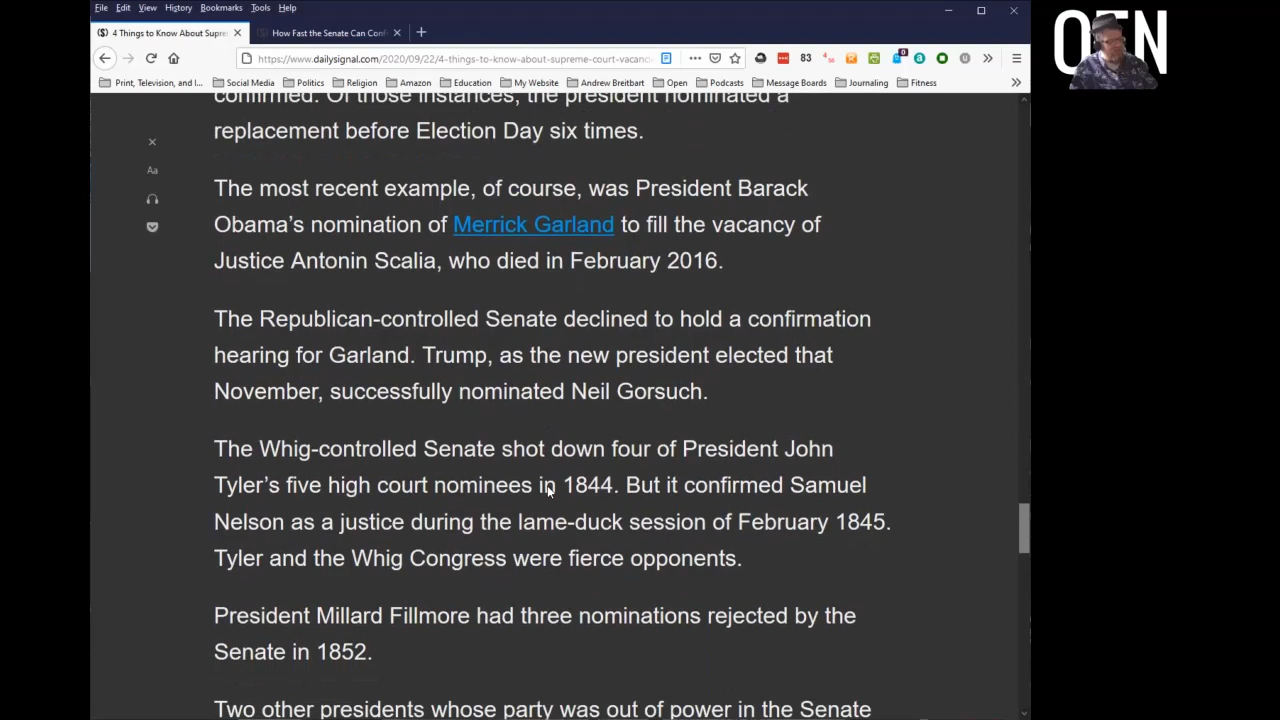 File Edit View History Bookmarks Tools Help
($) 4 Things to Know About Supre
($) How Fast the Senate Can Conf
https://www.dailysignal.com/2020/09/22/4-things-to-know-about-supreme-court-vacanc
83
0
Print, Television, and I... Social Media Politics Religion Amazon Education My Website Andrew Breitbart Open Podcasts Message Boards Journaling Fitness
OTN
confirmed. Of those instances, the president nominated a
replacement before Election Day six times.
Aa
The most recent example, of course, was President Barack
Obama’s nomination of Merrick Garland to fill the vacancy of
Justice Antonin Scalia, who died in February 2016.
The Republican-controlled Senate declined to hold a confirmation
hearing for Garland. Trump, as the new president elected that
November, successfully nominated Neil Gorsuch.
The Whig-controlled Senate shot down four of President John
Tyler’s five high court nominees in 1844. But it confirmed Samuel
Nelson as a justice during the lame-duck session of February 1845.
Tyler and the Whig Congress were fierce opponents.
President Millard Fillmore had three nominations rejected by the
Senate in 1852.
Two other presidents whose party was out of power in the Senate